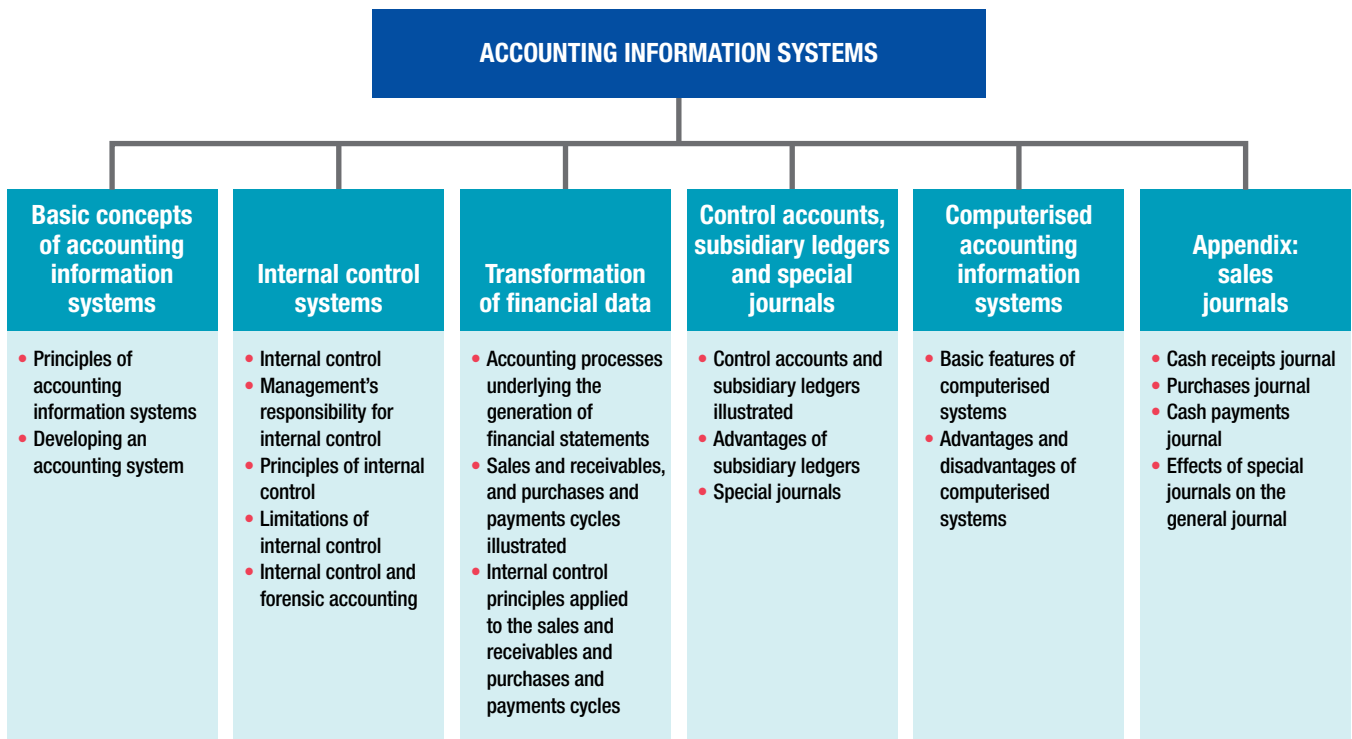 ACCOUNTING INFORMATION SYSTEMS
Basic concepts
of accounting
information
systems
• Principles of
accounting
information systems
• Developing an
accounting system
Internal control
systems
• Internal control
• Management's
responsibility for
internal control
• Principles of internal
control
• Limitations of
internal control
• Internal control and
forensic accounting
Transformation
of financial data
• Accounting processes
underlying the
generation of
financial statements
• Sales and receivables,
and purchases and
payments cycles
illustrated
• Internal control
principles applied
to the sales and
receivables and
purchases and
payments cycles
Control accounts,
subsidiary ledgers
and special
journals
• Control accounts and
subsidiary ledgers
illustrated
• Advantages of
subsidiary ledgers
• Special journals
Computerised
accounting
information
systems
• Basic features of
computerised
systems
• Advantages and
disadvantages of
computerised
systems
Appendix:
sales
journals
• Cash receipts journal
• Purchases journal
• Cash payments
journal
• Effects of special
journals on the
general journal